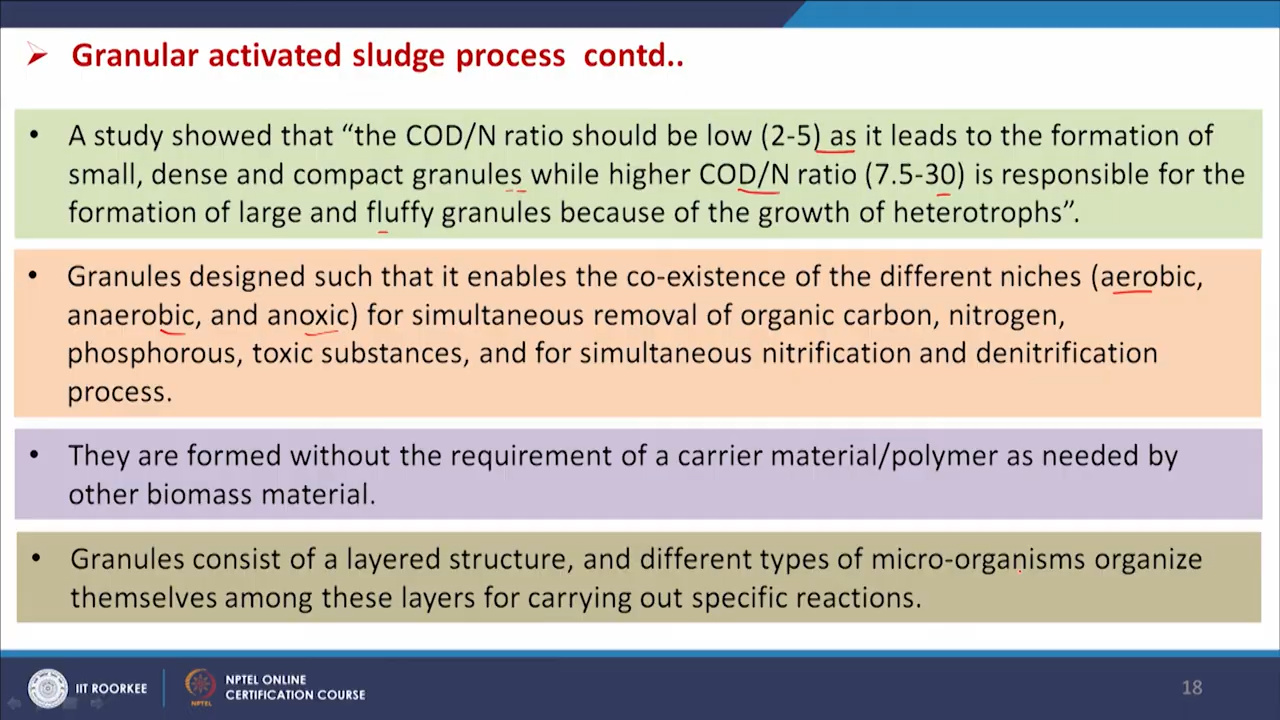 Granular activated sludge process contd..
• A study showed that “the COD/N ratio should be low (2-5) as it leads to the formation of
small, dense and compact granules while higher COD/N ratio (7.5-30) is responsible for the
formation of large and fluffy granules because of the growth of heterotrophs”.
• Granules designed such that it enables the co-existence of the different niches (aerobic,
anaerobic, and anoxic) for simultaneous removal of organic carbon, nitrogen,
phosphorous, toxic substances, and for simultaneous nitrification and denitrification
process.
• They are formed without the requirement of a carrier material/polymer as needed by
other biomass material.
• Granules consist of a layered structure, and different types of micro-organisms organize
themselves among these layers for carrying out specific reactions.
IIT ROORKEE
NPTEL
NPTEL ONLINE
CERTIFICATION COURSE
18